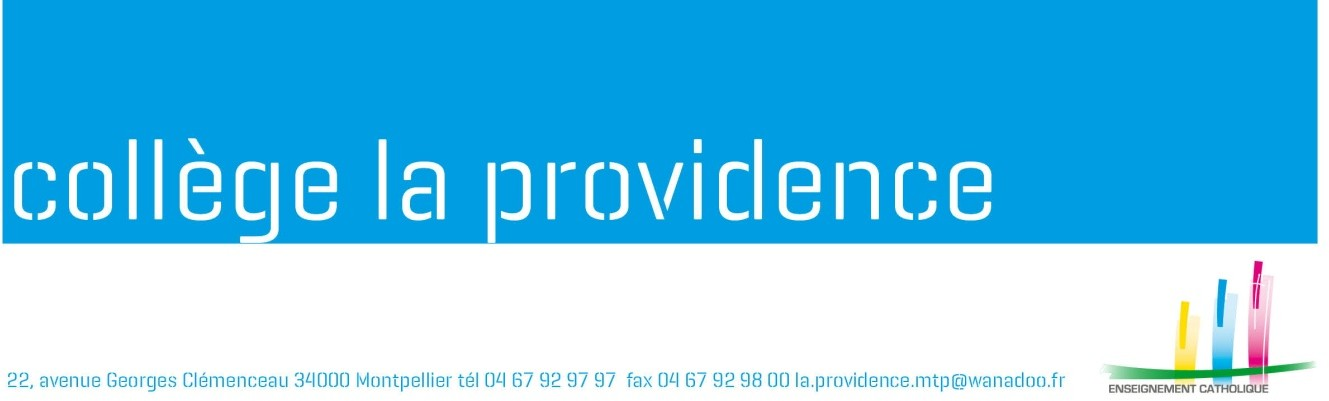 collège la providence
22, avenue Georges Clémenceau 34000 Montpellier tél 04 67 92 97 97 fax 04 67 92 98 00 la.providence.mtp@wanadoo.fr
ENSEIGNEMENT CATHOLIQUE